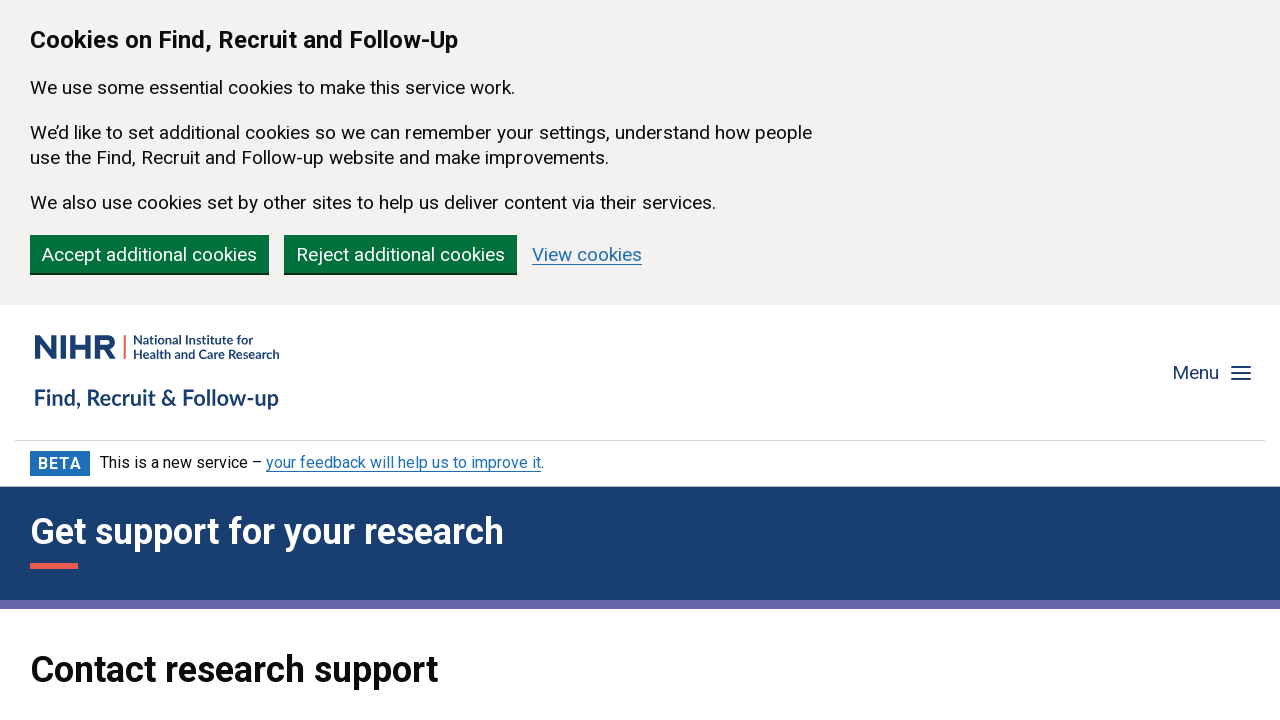 Cookies on Find, Recruit and Follow-Up
We use some essential cookies to make this service work.
We’d like to set additional cookies so we can remember your settings, understand how people
use the Find, Recruit and Follow-up website and make improvements.
We also use cookies set by other sites to help us deliver content via their services.
Accept additional cookies Reject additional cookies View cookies
NIHR | National Institute for
Health and Care Research
Find, Recruit & Follow-up
Menu
BETA This is a new service – your feedback will help us to improve it.
Get support for your research
Contact research support